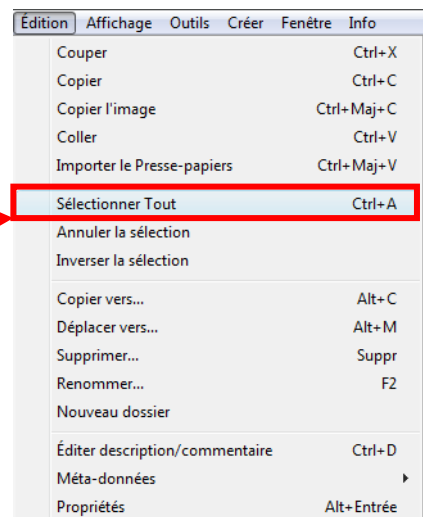 Édition Affichage Outils Créer Fenêtre Info
Couper Ctrl+X
Copier Ctrl+C
Copier l'image Ctrl+Maj+C
Coller Ctrl+V
Importer le Presse-papiers Ctrl+Maj+V
Sélectionner Tout Ctrl+A
Annuler la sélection
Inverser la sélection
Copier vers... Alt+C
Déplacer vers... Alt+M
Supprimer... Suppr
Renommer... F2
Nouveau dossier
Éditer description/commentaire Ctrl+D
Méta-données
Propriétés Alt+Entrée